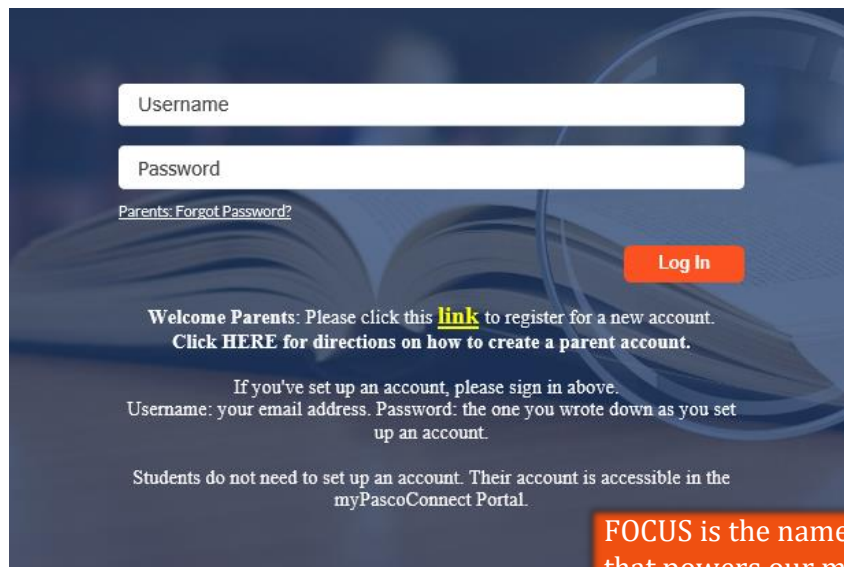 Username
Password
Parents: Forgot Password?
Log In
Welcome Parents: Please click this link to register for a new account.
Click HERE for directions on how to create a parent account.
If you've set up an account, please sign in above.
Username: your email address. Password: the one you wrote down as you set
up an account.
Students do not need to set up an account. Their account is accessible in the
myPascoConnect Portal.
FOCUS is the name
that powers our m